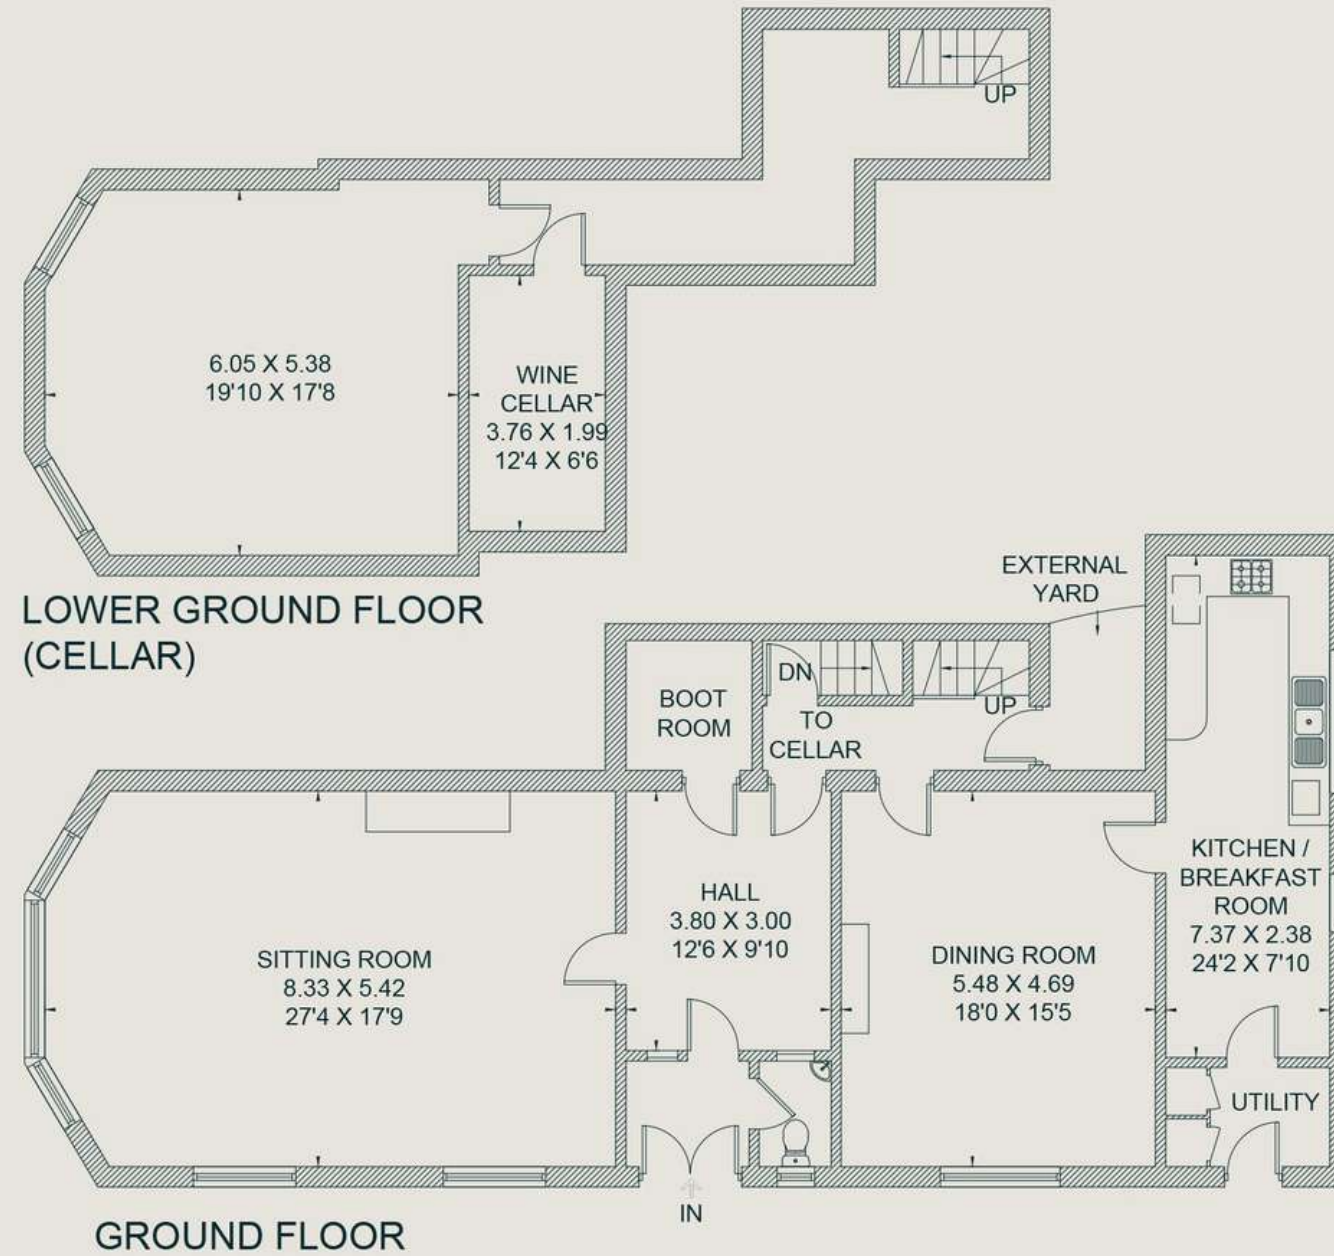 UP
6.05 X 5.38
19'10 X 17'8
WINE
CELLAR
3.76 X 1.99
12'4 X 6'6
LOWER GROUND FLOOR
(CELLAR)
EXTERNAL
YARD
BOOT
ROOM
DN
TO
CELLAR
UP
SITTING ROOM
8.33 X 5.42
27'4 X 17'9
HALL
3.80 X 3.00
12'6 X 9'10
DINING ROOM
5.48 X 4.69
18'0 X 15'5
KITCHEN /
BREAKFAST
ROOM
7.37 X 2.38
24'2 X 7'10
UTILITY
IN
GROUND FLOOR